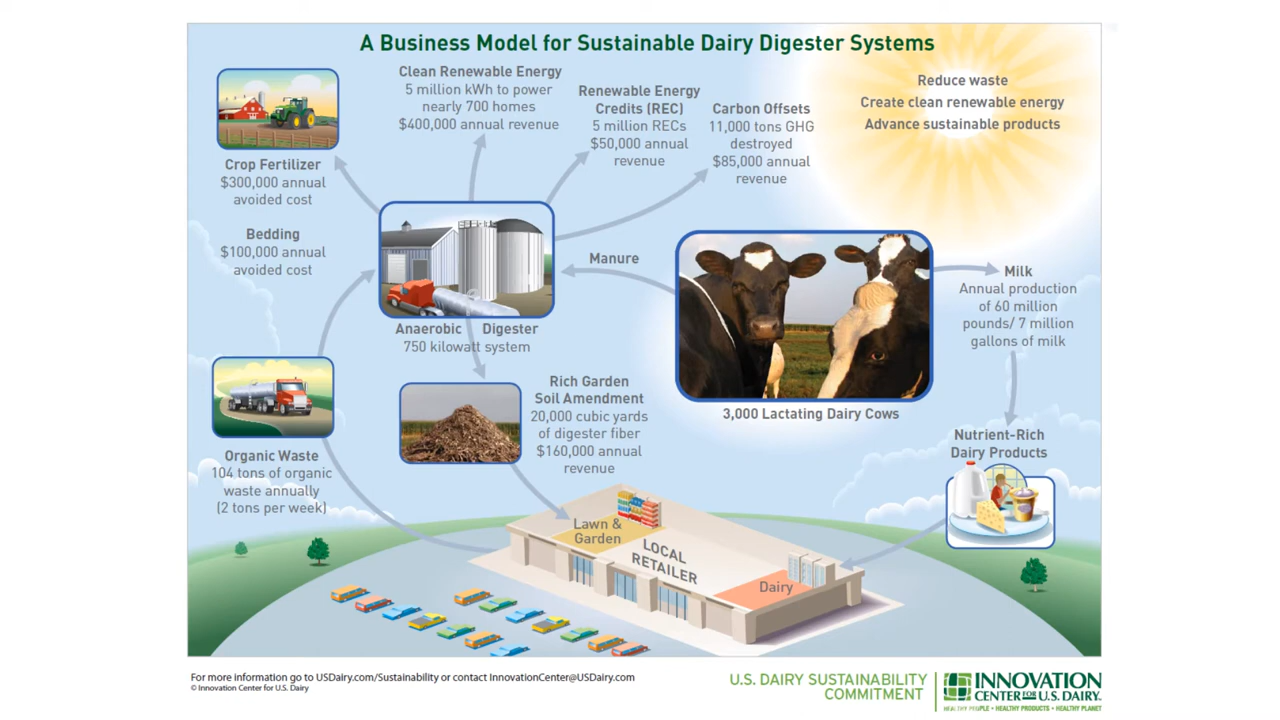 A Business Model for Sustainable Dairy Digester Systems
Clean Renewable Energy
5 million kWh to power
nearly 700 homes
$400,000 annual revenue
Renewable Energy
Credits (REC)
5 million RECs
$50,000 annual
revenue
Carbon Offsets
11,000 tons GHG
destroyed
$85,000 annual
revenue
Reduce waste
Create clean renewable energy
Advance sustainable products
Crop Fertilizer
$300,000 annual
avoided cost
Bedding
$100,000 annual
avoided cost
Manure
Anaerobic Digester
750 kilowatt system
3,000 Lactating Dairy Cows
Milk
Annual production
of 60 million
pounds/ 7 million
gallons of milk
Nutrient-Rich
Dairy Products
Rich Garden
Soil Amendment
20,000 cubic yards
of digester fiber
$160,000 annual
revenue
Organic Waste
104 tons of organic
waste annually
(2 tons per week)
Lawn &
Garden
LOCAL
RETAILER
Dairy
For more information go to USDairy.com/Sustainability or contact InnovationCenter@USDairy.com
© Innovation Center for U.S. Dairy
U.S. DAIRY SUSTAINABILITY
COMMITMENT
INNOVATION
CENTER FOR U.S. DAIRY
HEALTHY PEOPLE • HEALTHY PRODUCTS • HEALTHY PLANET